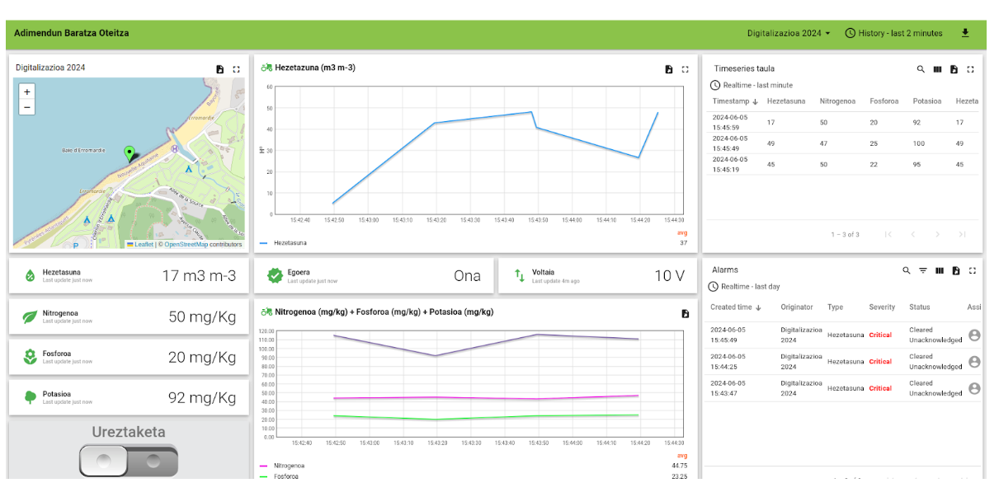 Adimendun Baratza Oteitza
Digitalizazioa 2024
History - last 2 minutes
Digitalizazioa 2024
+
−
Baie d'Erromardie
Erromardie
Nouvelle Aquitaine
Erromardie
Allée de la Source
Pyrénées-Atlantiques
H
P
Leaflet | © OpenStreetMap contributors
Hezetazuna (m3 m-3)
60
50
40
30
20
10
0
H°
15:42:40 15:42:50 15:43:00 15:43:10 15:43:20 15:43:30 15:43:40 15:43:50 15:44:00 15:44:10 15:44:20 15:44:30
avg
Hezetasuna 37
Timeseries taula
Realtime - last minute
Timestamp Hezetasuna Nitrogenoa Fosforoa Potasioa Hezeta
2024-06-05
15:45:59 17 50 20 92 17
2024-06-05
15:45:49 49 47 25 100 49
2024-06-05
15:45:19 45 50 22 95 45
1 – 3 of 3
Hezetasuna
Last update just now
17 m3 m-3
Egoera
Last update just now
Ona
Voltaia
Last update 4m ago
10 V
Nitrogenoa
Last update just now
50 mg/Kg
Fosforoa
Last update just now
20 mg/Kg
Potasioa
Last update just now
92 mg/Kg
Ureztaketa
Nitrogenoa (mg/kg) + Fosforoa (mg/kg) + Potasioa (mg/kg)
120.00
110.00
100.00
90.00
80.00
70.00
60.00
50.00
40.00
30.00
20.00
10.00
0.00
15:42:40 15:42:50 15:43:00 15:43:10 15:43:20 15:43:30 15:43:40 15:43:50 15:44:00 15:44:10 15:44:20 15:44:30
avg
Nitrogenoa 44.75
Fosforoa 23.25
Alarms
Realtime - last day
Created time Originator Type Severity Status Assi
2024-06-05 Digitalizazioa Cleared
15:45:49 2024 Hezetasuna Critical Unacknowledged
2024-06-05 Digitalizazioa Cleared
15:44:25 2024 Hezetasuna Critical Unacknowledged
2024-06-05 Digitalizazioa Cleared
15:43:47 2024 Hezetasuna Critical Unacknowledged